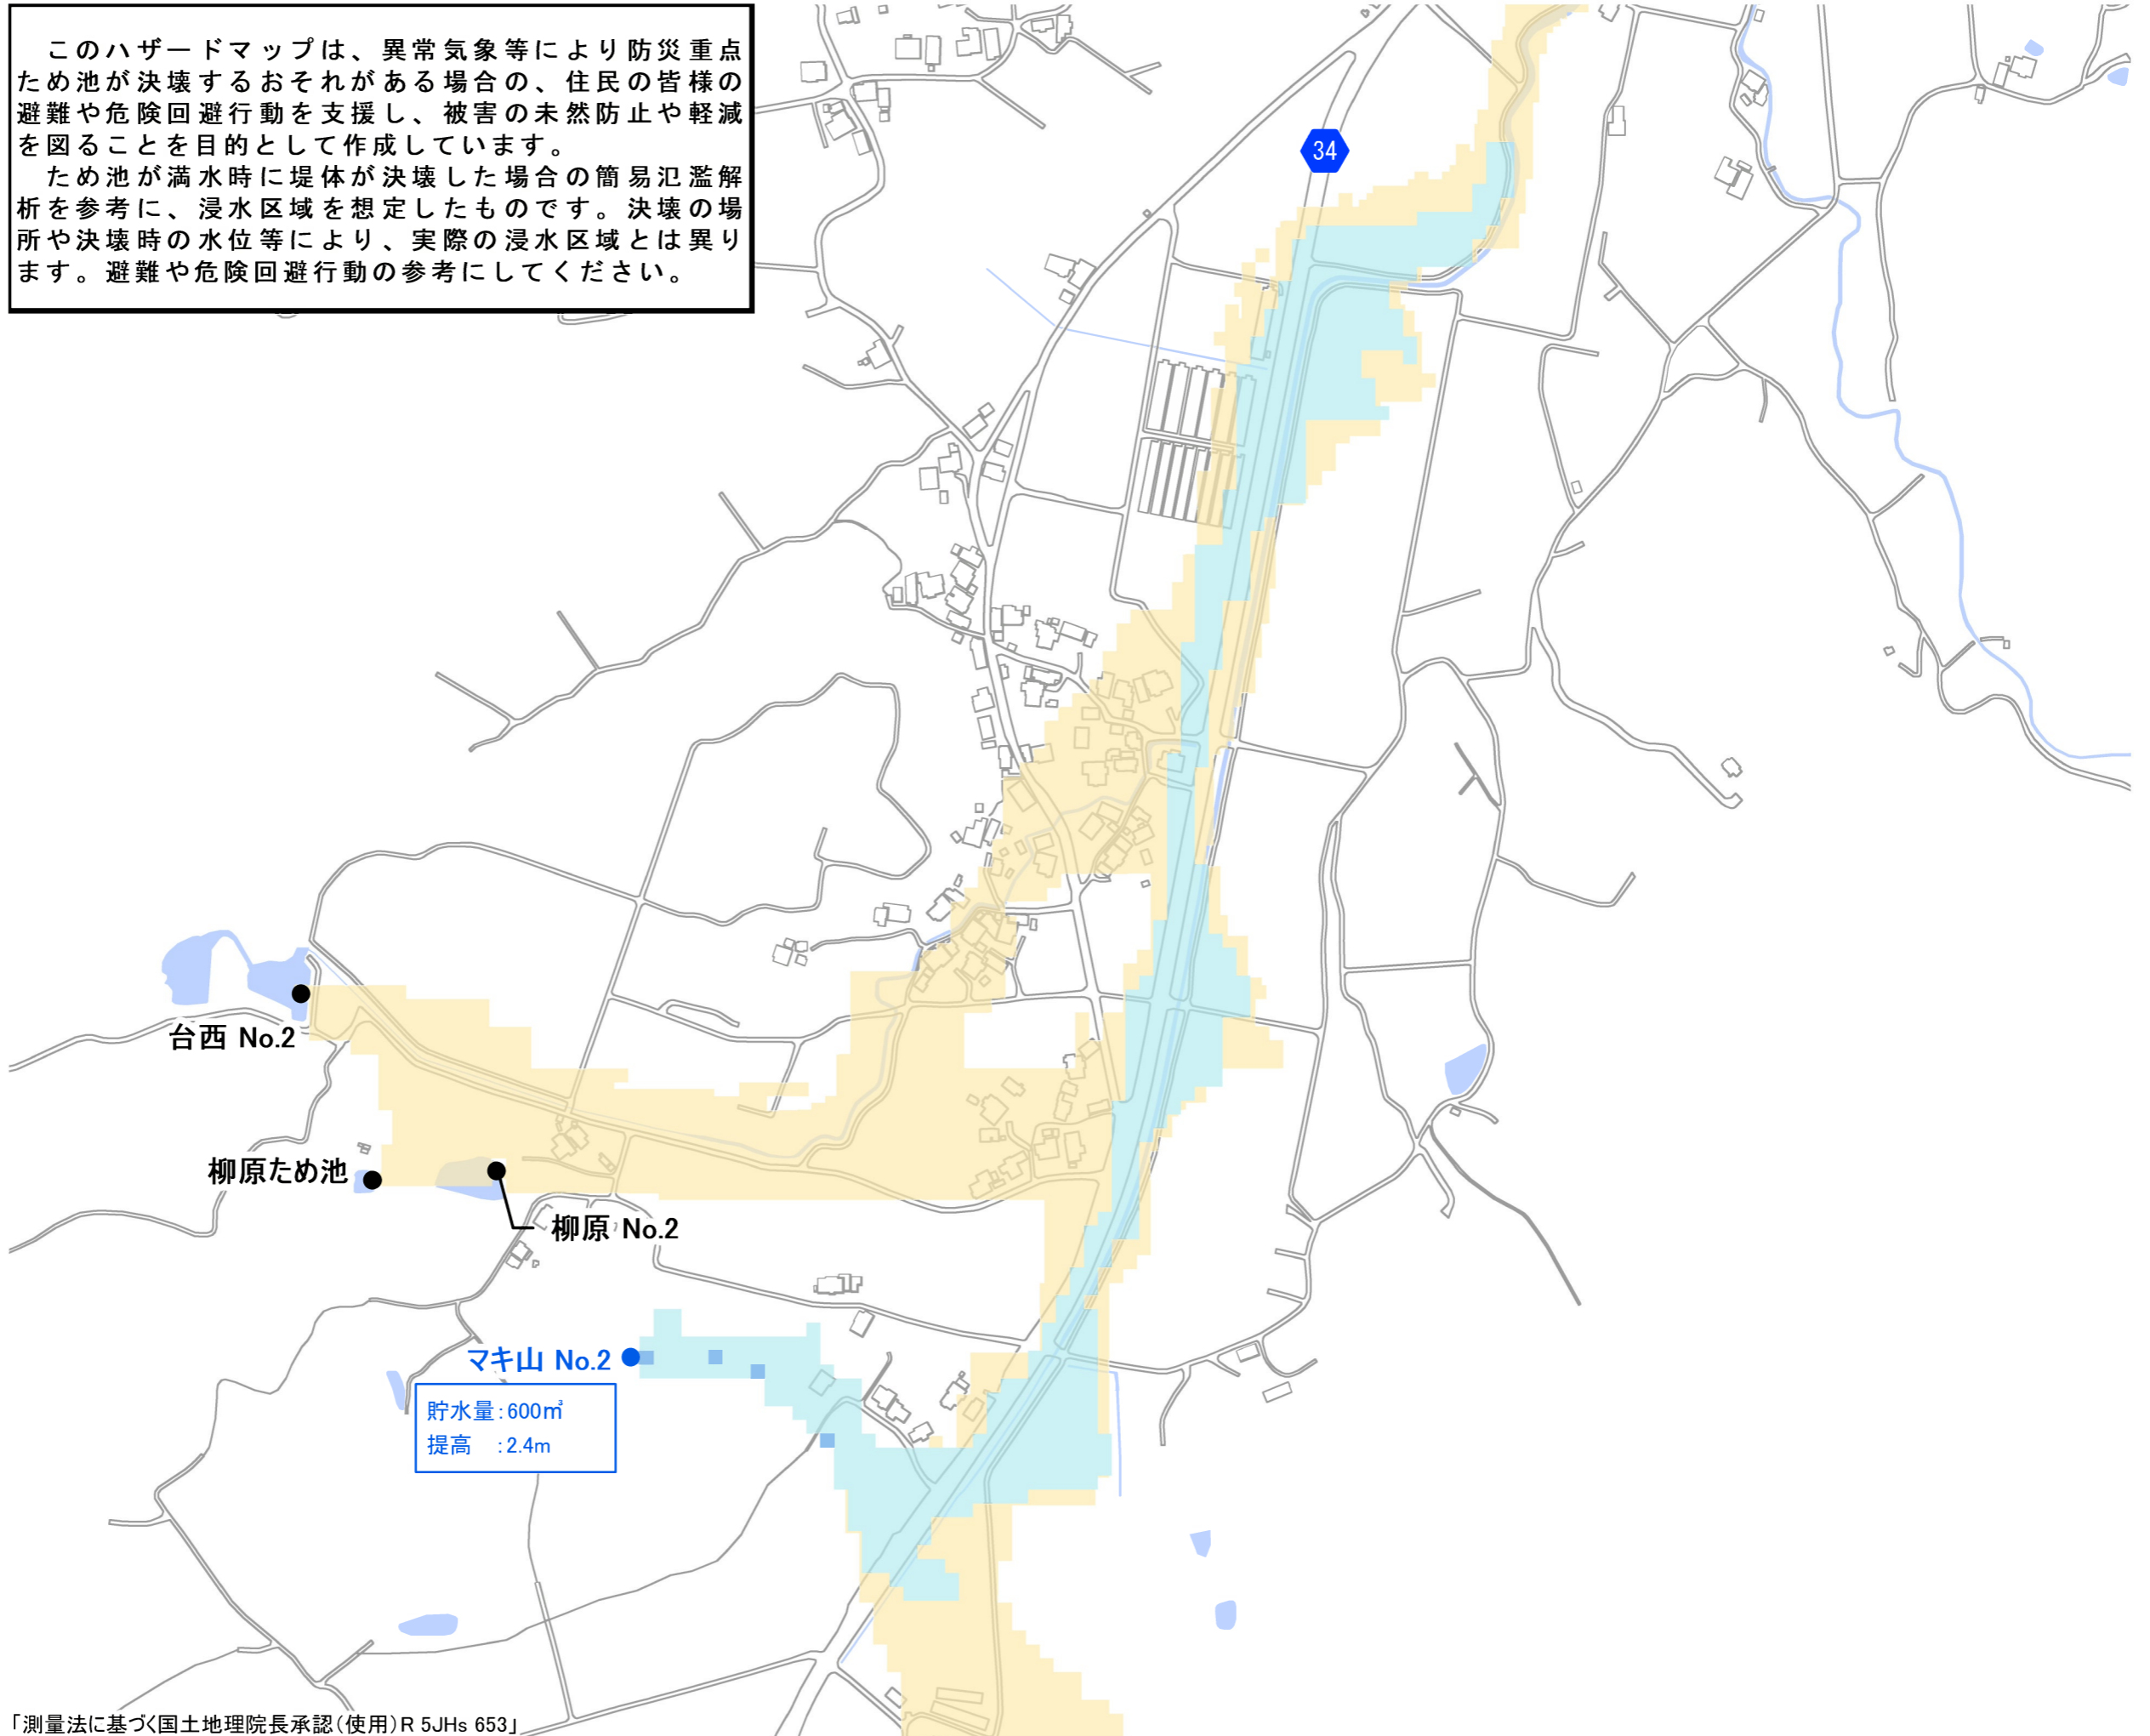 このハザードマップは、異常気象等により防災重点
ため池が決壊するおそれがある場合の、住民の皆様の
避難や危険回避行動を支援し、被害の未然防止や軽減
を図ることを目的として作成しています。
ため池が満水時に堤体が決壊した場合の簡易氾濫解
析を参考に、浸水区域を想定したものです。決壊の場
所や決壊時の水位等により、実際の浸水区域とは異り
ます。避難や危険回避行動の参考にしてください。
34
台西 No.2
柳原ため池
柳原 No.2
マキ山 No.2
貯水量:600㎥
提高 :2.4m
「測量法に基づく国土地理院長承認(使用)R 5JHs 653」